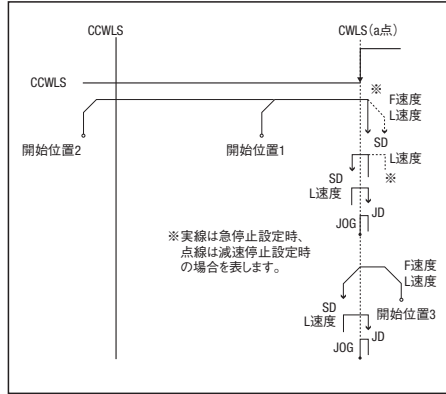 CCWLS
CWLS(a点)
CCWLS
※
F速度
L速度
開始位置2
開始位置1
SD
SD
L速度
※
L速度
JD
JOG
※実線は急停止設定時、
点線は減速停止設定時
の場合を表します。
F速度
L速度
SD
開始位置3
L速度
JD
JOG